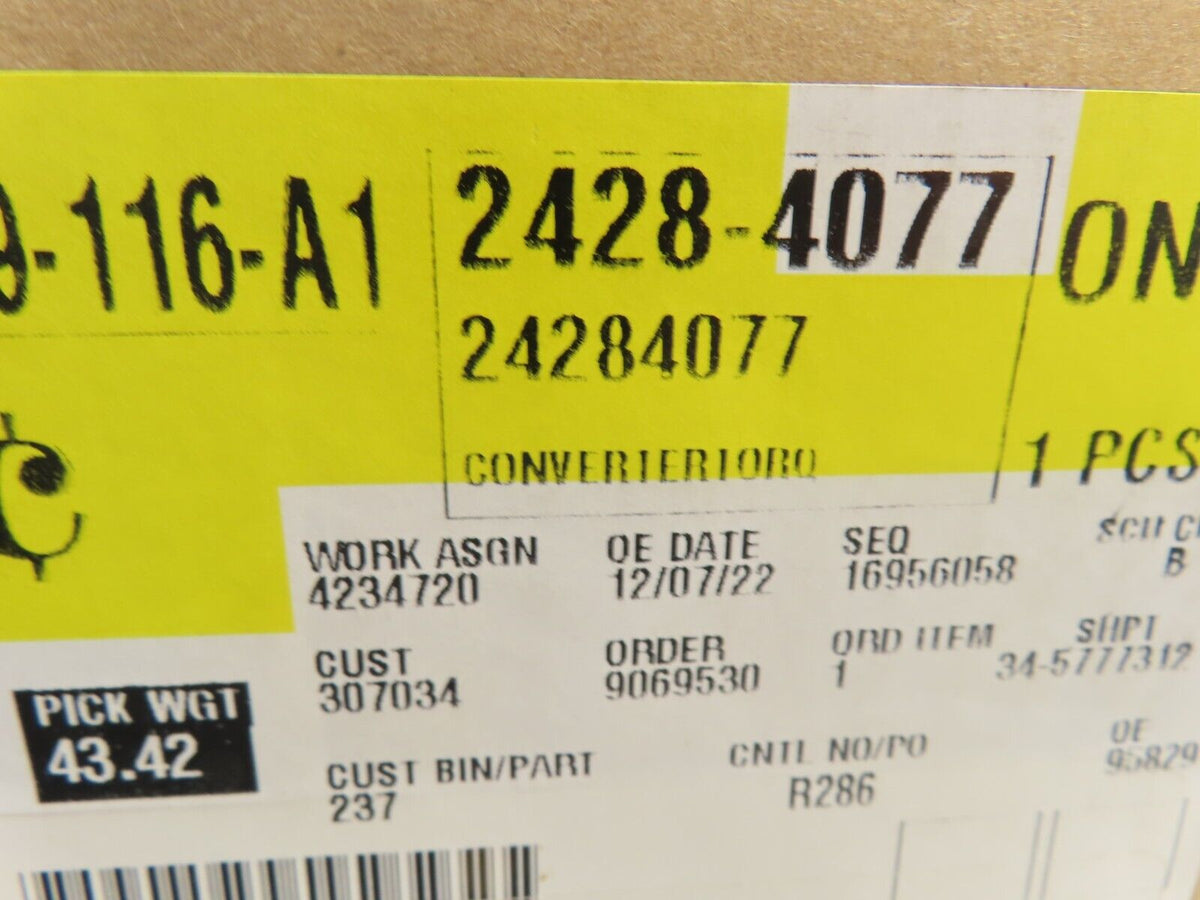 9-116-A1 2428-4077 ON
24284077
CONVERTERTORQ 1 PCS
C
WORK ASGN OE DATE SEQ
4234720 12/07/22 16956058 B
CUST ORDER ORD ITEM SHPT
307034 9069530 1 34-5777312
PICK WGT
43.42
CUST BIN/PART CNTL NO/PO OE
237 R286 95829